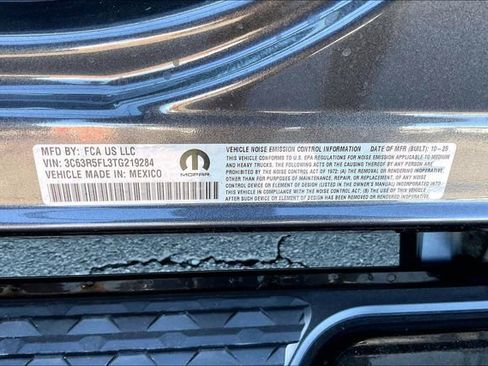 MFD BY: FCA US LLC
VIN: 3C63R5FL3TG219284
VEHICLE MADE IN: MEXICO
MOPAR
VEHICLE NOISE EMISSION CONTROL INFORMATION DATE OF MFR (BUILT): 10-25
THIS VEHICLE CONFORMS TO U.S. EPA REGULATIONS FOR NOISE EMISSION APPLICABLE TO MEDIUM
AND HEAVY TRUCKS. THE FOLLOWING ACTS OR THE CAUSING THEREOF BY ANY PERSON ARE
PROHIBITED BY THE NOISE CONTROL ACT OF 1972: (A) THE REMOVAL OR RENDERING INOPERATIVE,
OTHER THAN FOR PURPOSES OF MAINTENANCE, REPAIR, OR REPLACEMENT, OF ANY NOISE
CONTROL DEVICE OR ELEMENT OF DESIGN (LISTED IN THE OWNER'S MANUAL) INCORPORATED INTO
THIS VEHICLE IN COMPLIANCE WITH THE NOISE CONTROL ACT. (B) THE USE OF THIS VEHICLE AFTER
SUCH DEVICE OR ELEMENT OF DESIGN HAS BEEN REMOVED OR RENDERED INOPERATIVE.